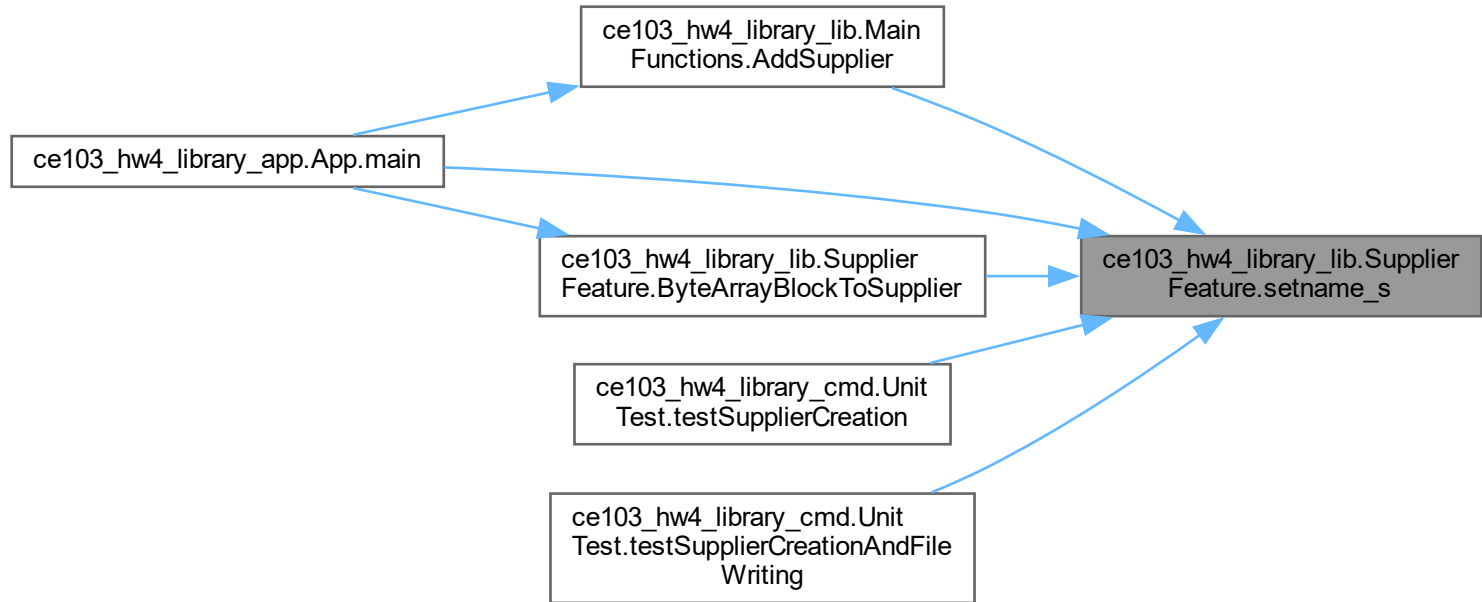 ce103_hw4_library_lib.Main
Functions.AddSupplier
ce103_hw4_library_app.App.main
ce103_hw4_library_lib.Supplier
Feature.ByteArrayBlockToSupplier
ce103_hw4_library_lib.Supplier
Feature.setname_s
ce103_hw4_library_cmd.Unit
Test.testSupplierCreation
ce103_hw4_library_cmd.Unit
Test.testSupplierCreationAndFile
Writing